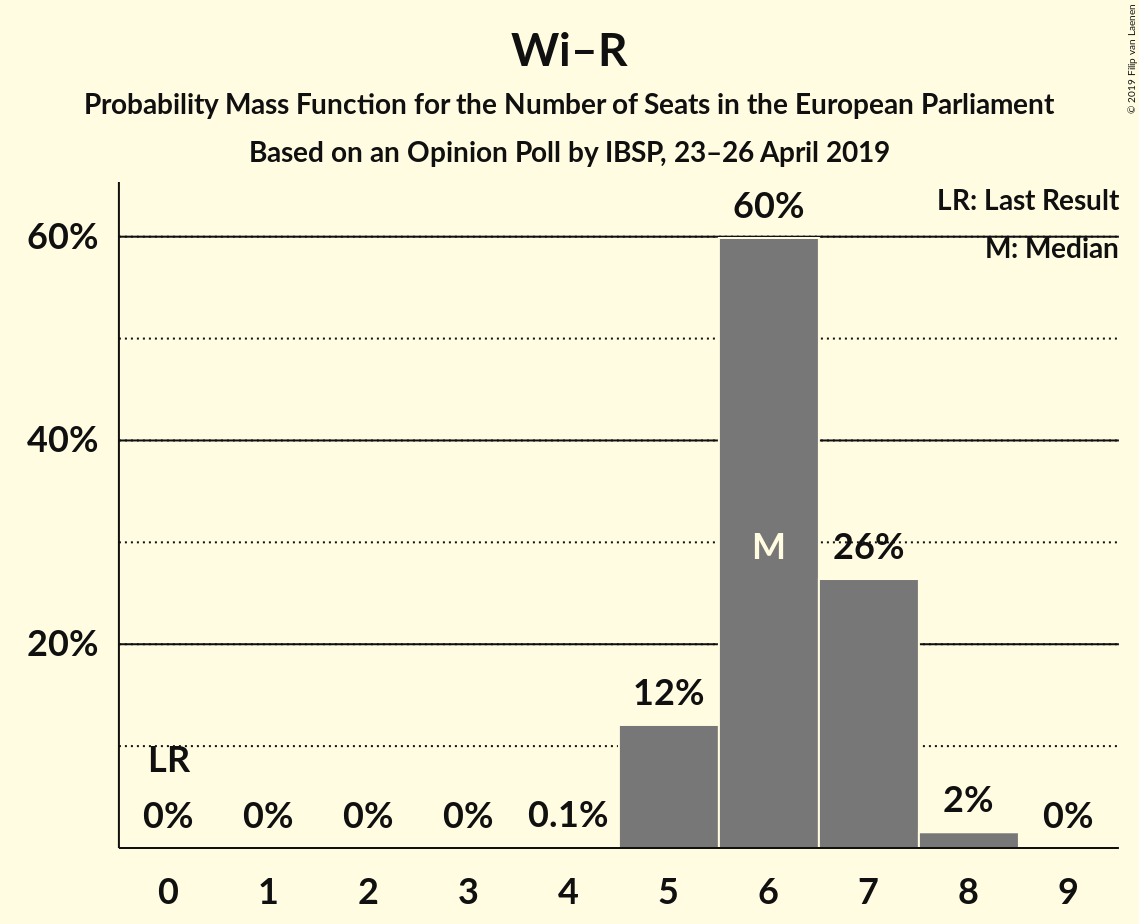 Wi–R
Probability Mass Function for the Number of Seats in the European Parliament
Based on an Opinion Poll by IBSP, 23–26 April 2019
© 2019 Filip van Laenen
LR: Last Result
M: Median
60%
40%
20%
LR
0%
0%
0%
0%
0.1%
12%
60%
M
26%
2%
0%
0 1 2 3 4 5 6 7 8 9